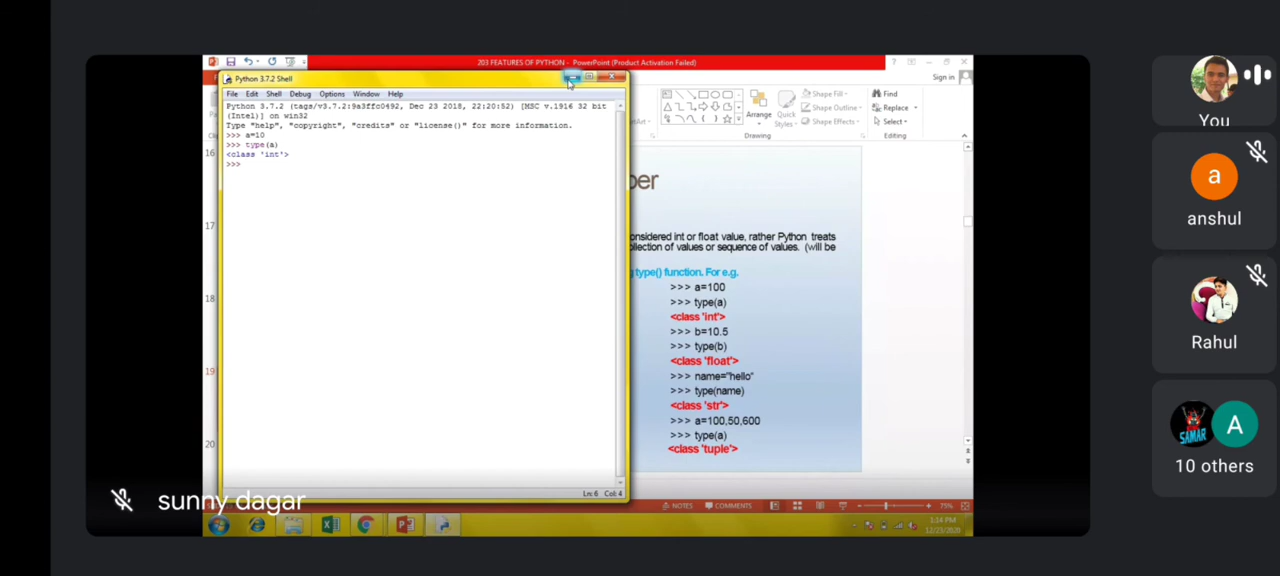 203 FEATURES OF PYTHON - PowerPoint (Product Activation Failed)
Sign in
Python 3.7.2 Shell
File Edit Shell Debug Options Window Help
Python 3.7.2 (tags/v3.7.2:9a3ffc0492, Dec 23 2018, 22:20:52) [MSC v.1916 32 bit
(Intel)] on win32
Type "help", "copyright", "credits" or "license()" for more information.
>>> a=10
>>> type(a)
<class 'int'>
>>>
Ln: 6 Col: 4
Arrange
Quick
Styles
Shape Fill
Shape Outline
Shape Effects
Drawing
Find
Replace
Select
Editing
16
17
18
19
20
ber
onsidered int or float value, rather Python treats
llection of values or sequence of values. (will be
type() function. For e.g.
>>> a=100
>>> type(a)
<class 'int'>
>>> b=10.5
>>> type(b)
<class 'float'>
>>> name="hello"
>>> type(name)
<class 'str'>
>>> a=100,50,600
>>> type(a)
<class 'tuple'>
NOTES COMMENTS 75%
1:14 PM
12/23/2020
sunny dagar
You
a
anshul
Rahul
SAMAR
A
10 others